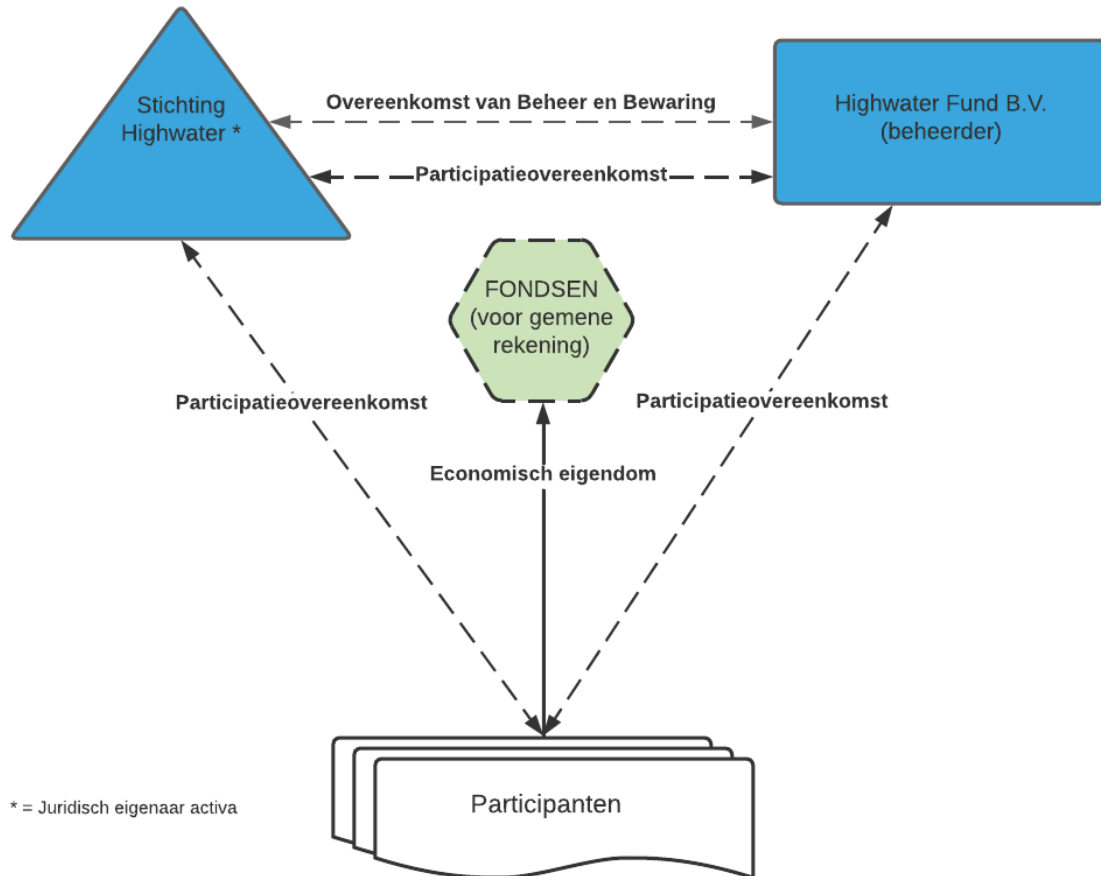 Stichting
Highwater *
Overeenkomst van Beheer en Bewaring
Highwater Fund B.V.
(beheerder)
Participatieovereenkomst
FONDSEN
(voor gemene
rekening)
Participatieovereenkomst
Participatieovereenkomst
Economisch eigendom
* = Juridisch eigenaar activa
Participanten